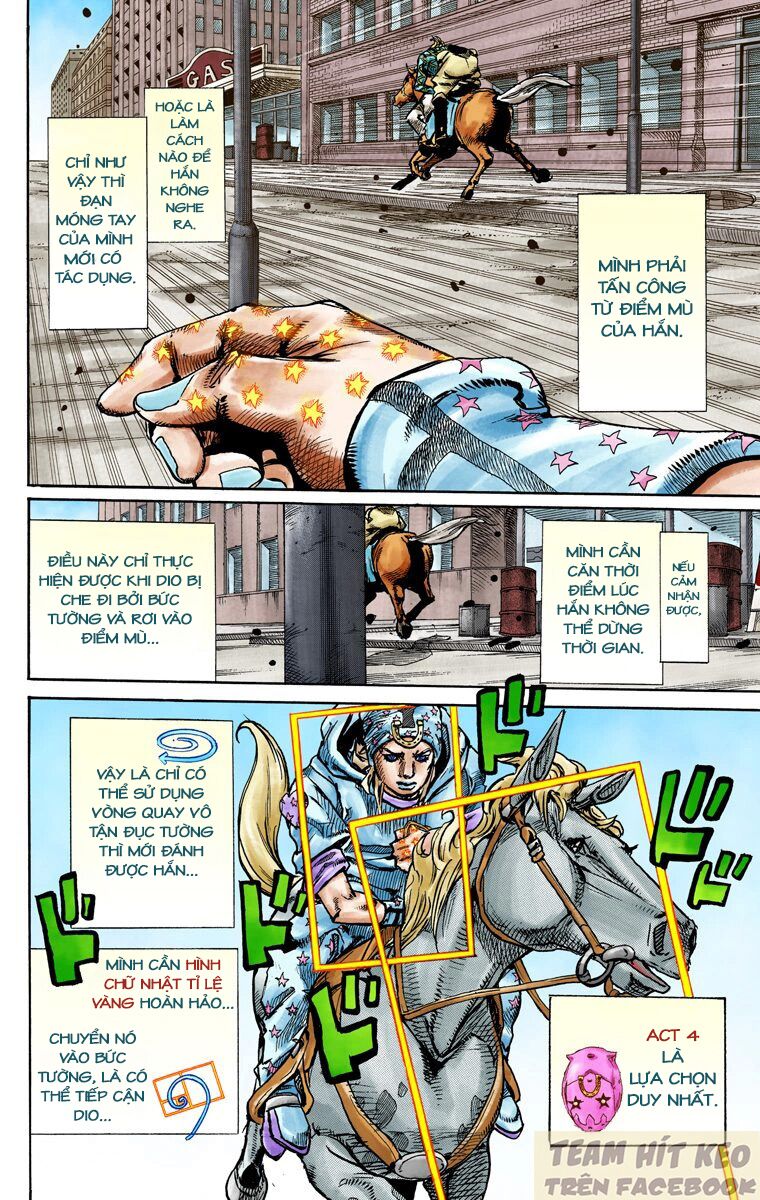 GAS
MÌNH PHẢI
TẤN CÔNG
TỪ ĐIỂM MÙ
CỦA HẮN.
HOẶC LÀ
LÀM
CÁCH
NÀO ĐỂ
HẮN
KHÔNG
NGHE
RA.
CHỈ NHƯ
VẬY THÌ
ĐẠN
MÓNG TAY
CỦA MÌNH
MỚI CÓ
TÁC DỤNG.
NẾU
CẢM
NHẬN
ĐƯỢC,
MÌNH CẦN
CĂN THỜI
ĐIỂM LÚC
HẮN KHÔNG
THỂ DỪNG
THỜI GIAN.
ĐIỀU NÀY CHỈ THỰC
HIỆN ĐƯỢC KHI DIO BỊ
CHE ĐI BỞI BỨC
TƯỜNG VÀ RƠI VÀO
ĐIỂM MÙ...
ド
ド
VẬY LÀ CHỈ CÓ
THỂ SỬ DỤNG
VÒNG QUAY VÔ
TẬN ĐỤC TƯỜNG
THÌ MỚI ĐÁNH
ĐƯỢC HẮN...
ド
ド
ド
MÌNH CẦN HÌNH
CHỮ NHẬT TỈ LỆ
VÀNG HOÀN HẢO...
CHUYỂN NÓ
VÀO BỨC
TƯỜNG, LÀ CÓ
THỂ TIẾP CẬN
DIO...
ACT 4
LÀ
LỰA CHỌN
DUY NHẤT.
TEAM HÍT KẸO
TRÊN FACEBOOK